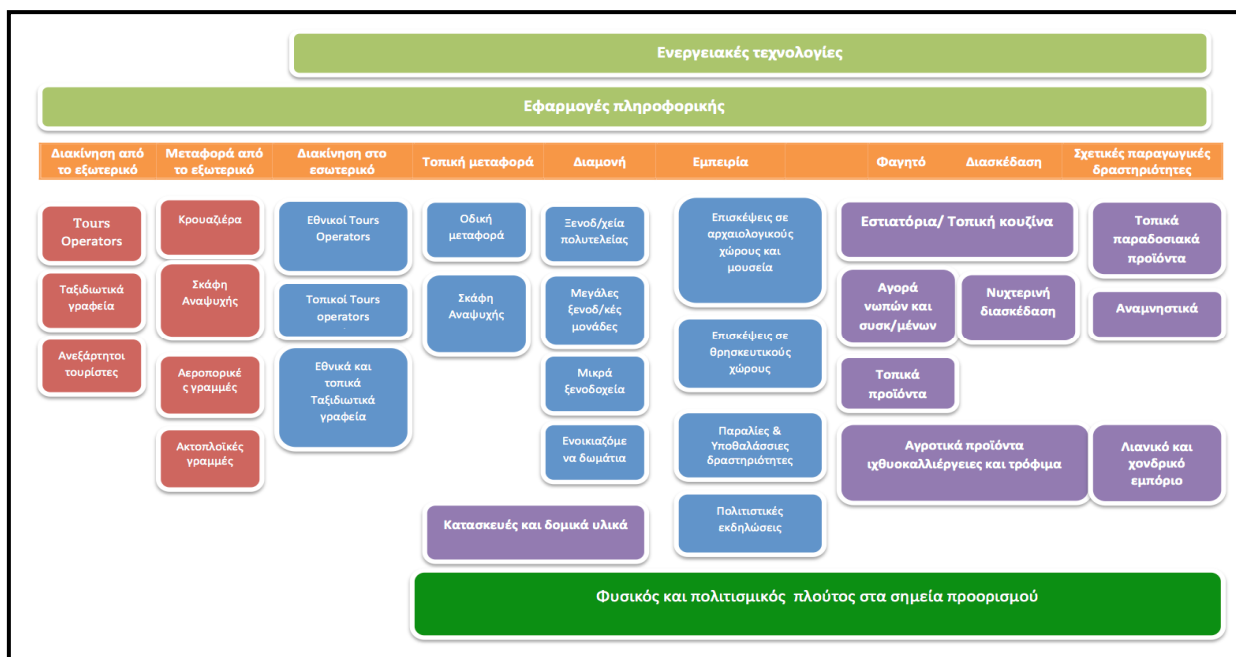 Ενεργειακές τεχνολογίες
Εφαρμογές πληροφορικής
Διακίνηση από
το εξωτερικό
Μεταφορά από
το εξωτερικό
Διακίνηση στο
εσωτερικό
Τοπική μεταφορά
Διαμονή
Εμπειρία
Φαγητό
Διασκέδαση
Σχετικές παραγωγικές
δραστηριότητες
Tours
Operators
Ταξιδιωτικά
γραφεία
Ανεξάρτητοι
τουρίστες
Κρουαζιέρα
Σκάφη
Αναψυχής
Αεροπορικέ
ς γραμμές
Ακτοπλοϊκές
γραμμές
Εθνικοί Tours
Operators
Τοπικοί Tours
operators
Εθνικά και
τοπικά
Ταξιδιωτικά
γραφεία
Οδική
μεταφορά
Σκάφη
Αναψυχής
Ξενοδ/χεία
πολυτελείας
Μεγάλες
ξενοδ/κές
μονάδες
Μικρά
ξενοδοχεία
Ενοικιαζόμε
να δωμάτια
Κατασκευές και δομικά υλικά
Επισκέψεις σε
αρχαιολογικούς
χώρους και
μουσεία
Επισκέψεις σε
θρησκευτικούς
χώρους
Παραλίες &
Υποθαλάσσιες
δραστηριότητες
Πολιτιστικές
εκδηλώσεις
Εστιατόρια/ Τοπική κουζίνα
Αγορά
νωπών και
συσκ/μένων
Νυχτερινή
διασκέδαση
Τοπικά
προϊόντα
Αγροτικά προϊόντα
ιχθυοκαλλιέργειες και τρόφιμα
Τοπικά
παραδοσιακά
προϊόντα
Αναμνηστικά
Λιανικό και
χονδρικό
εμπόριο
Φυσικός και πολιτισμικός πλούτος στα σημεία προορισμού